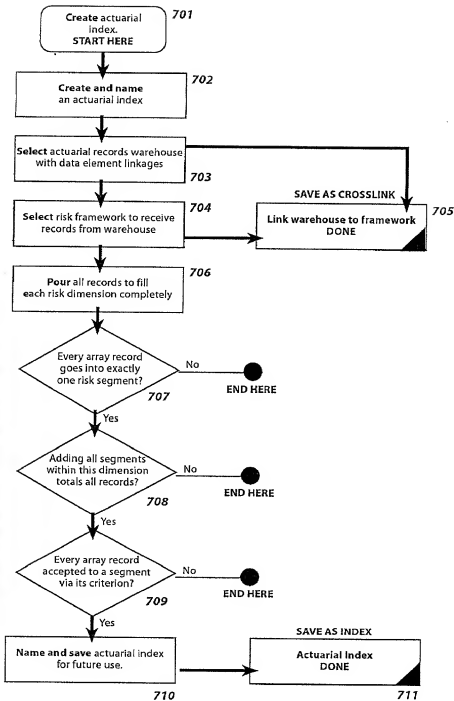 Create actuarial
index.
START HERE
701
702
Create and name
an actuarial index
Select actuarial records warehouse
with data element linkages
703
SAVE AS CROSSLINK
704
Select risk framework to receive
records from warehouse
Link warehouse to framework
DONE
705
706
Pour all records to fill
each risk dimension completely
Every array record
goes into exactly
one risk segment?
No
END HERE
707
Yes
Adding all segments
within this dimension
totals all records?
No
END HERE
708
Yes
Every array record
accepted to a segment
via its criterion?
No
END HERE
709
Yes
SAVE AS INDEX
Name and save actuarial index
for future use.
Actuarial Index
DONE
710
711